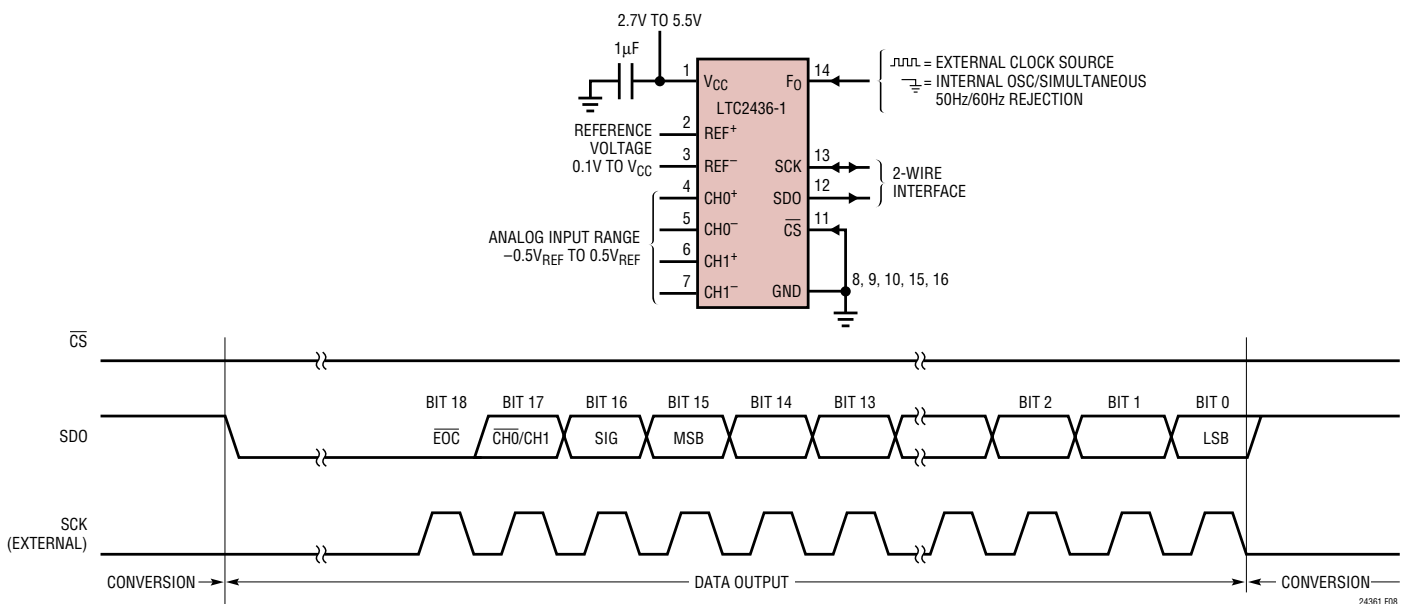 2.7V TO 5.5V
1µF
1
VCC
FO
14
= EXTERNAL CLOCK SOURCE
= INTERNAL OSC/SIMULTANEOUS
50Hz/60Hz REJECTION
LTC2436-1
REFERENCE
VOLTAGE
0.1V TO VCC
2
REF+
3
REF–
SCK
13
SDO
12
2-WIRE
INTERFACE
4
CH0+
5
CH0–
CS
11
ANALOG INPUT RANGE
–0.5VREF TO 0.5VREF
6
CH1+
7
CH1–
GND
8, 9, 10, 15, 16
CS
SDO
BIT 18
BIT 17
BIT 16
BIT 15
BIT 14
BIT 13
BIT 2
BIT 1
BIT 0
EOC
CH0/CH1
SIG
MSB
LSB
SCK
(EXTERNAL)
CONVERSION
DATA OUTPUT
CONVERSION
24361 F08